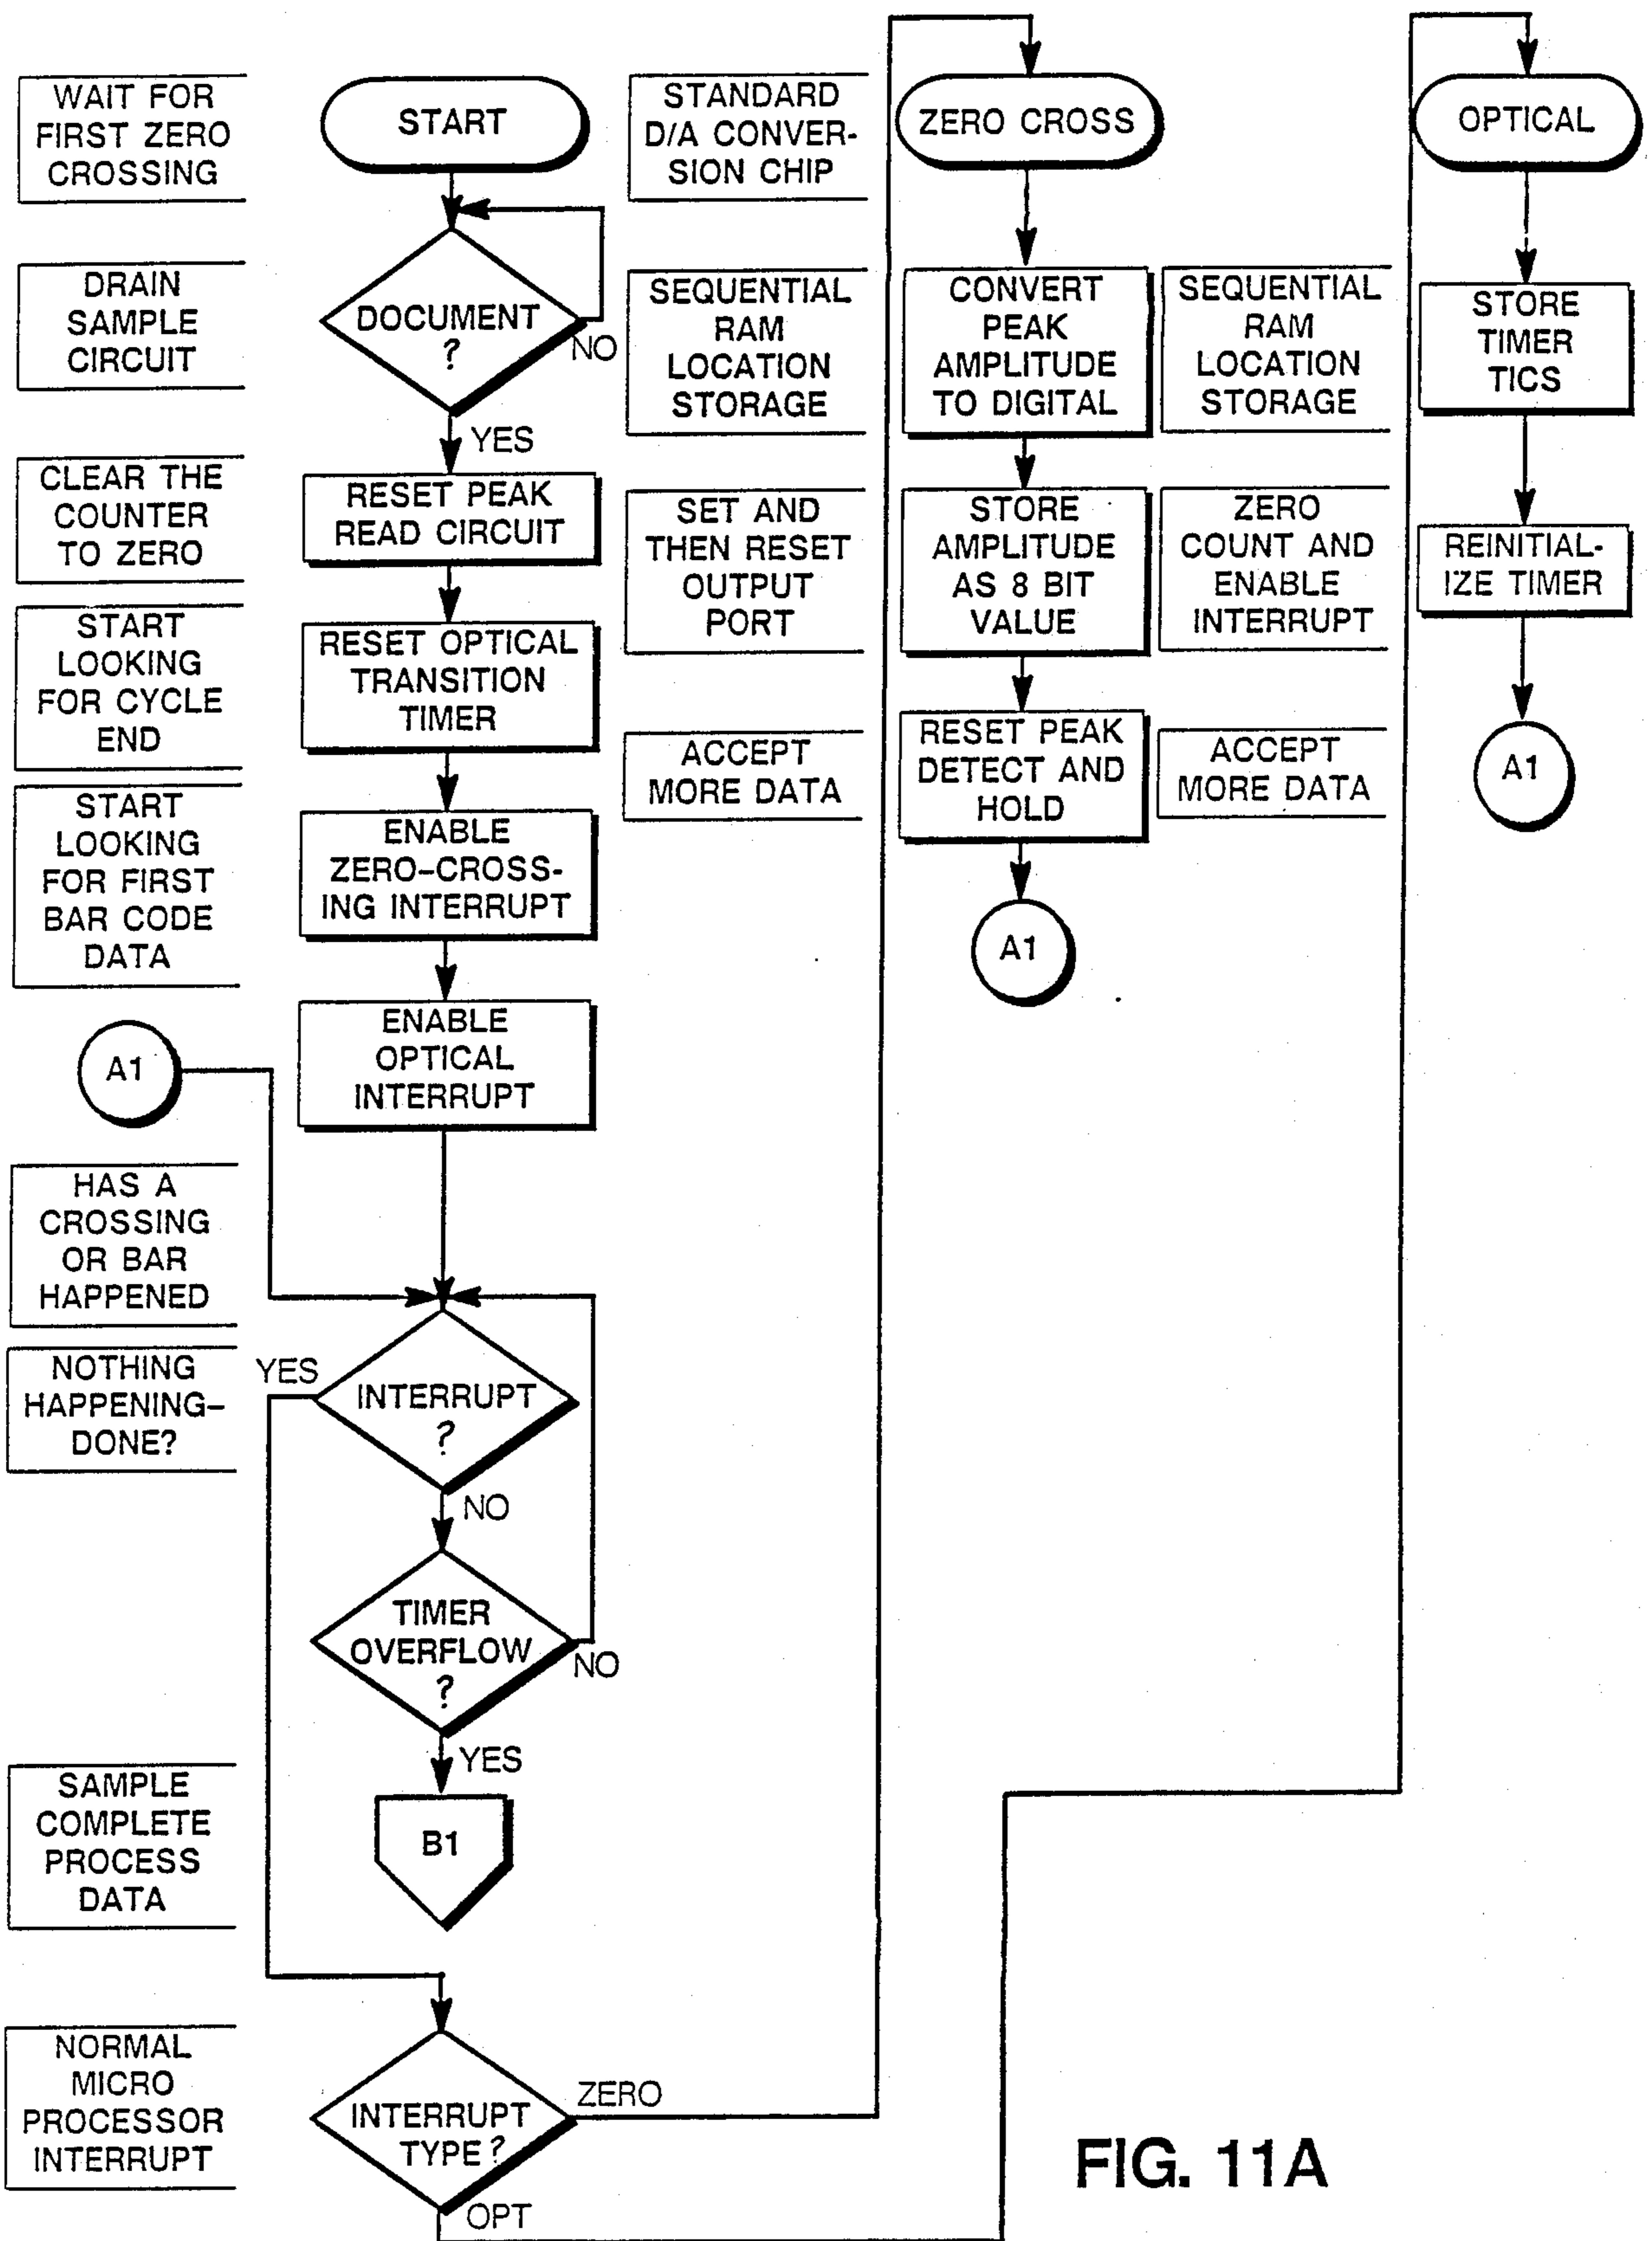 WAIT FOR
FIRST ZERO
CROSSING
DRAIN
SAMPLE
CIRCUIT
CLEAR THE
COUNTER
TO ZERO
START
LOOKING
FOR CYCLE
END
START
LOOKING
FOR FIRST
BAR CODE
DATA
A1
HAS A
CROSSING
OR BAR
HAPPENED
NOTHING
HAPPENING–
DONE?
SAMPLE
COMPLETE
PROCESS
DATA
NORMAL
MICRO
PROCESSOR
INTERRUPT
START
DOCUMENT
?
NO
YES
RESET PEAK
READ CIRCUIT
RESET OPTICAL
TRANSITION
TIMER
ENABLE
ZERO–CROSS-
ING INTERRUPT
ENABLE
OPTICAL
INTERRUPT
YES
INTERRUPT
?
NO
TIMER
OVERFLOW
?
NO
YES
B1
INTERRUPT
TYPE?
ZERO
OPT
STANDARD
D/A CONVER-
SION CHIP
SEQUENTIAL
RAM
LOCATION
STORAGE
SET AND
THEN RESET
OUTPUT
PORT
ACCEPT
MORE DATA
ZERO CROSS
CONVERT
PEAK
AMPLITUDE
TO DIGITAL
STORE
AMPLITUDE
AS 8 BIT
VALUE
RESET PEAK
DETECT AND
HOLD
A1
SEQUENTIAL
RAM
LOCATION
STORAGE
ZERO
COUNT AND
ENABLE
INTERRUPT
ACCEPT
MORE DATA
OPTICAL
STORE
TIMER
TICS
REINITIAL-
IZE TIMER
A1
FIG. 11A